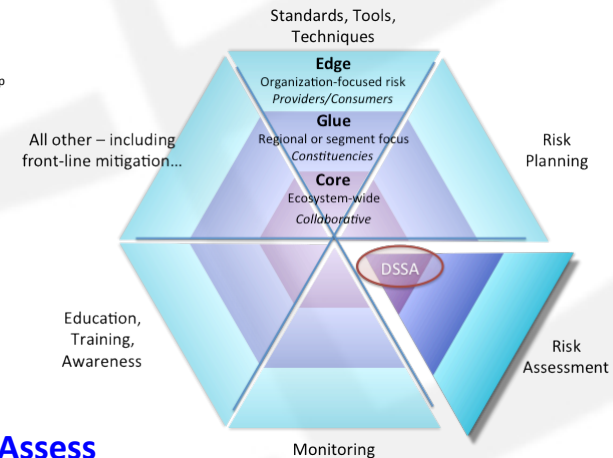 Standards, Tools,
Techniques
Edge
Organization-focused risk
Providers/Consumers
p
Glue
Regional or segment focus
Constituencies
All other – including
front-line mitigation...
Risk
Planning
Core
Ecosystem-wide
Collaborative
DSSA
Education,
Training,
Awareness
Risk
Assessment
Monitoring
Assess